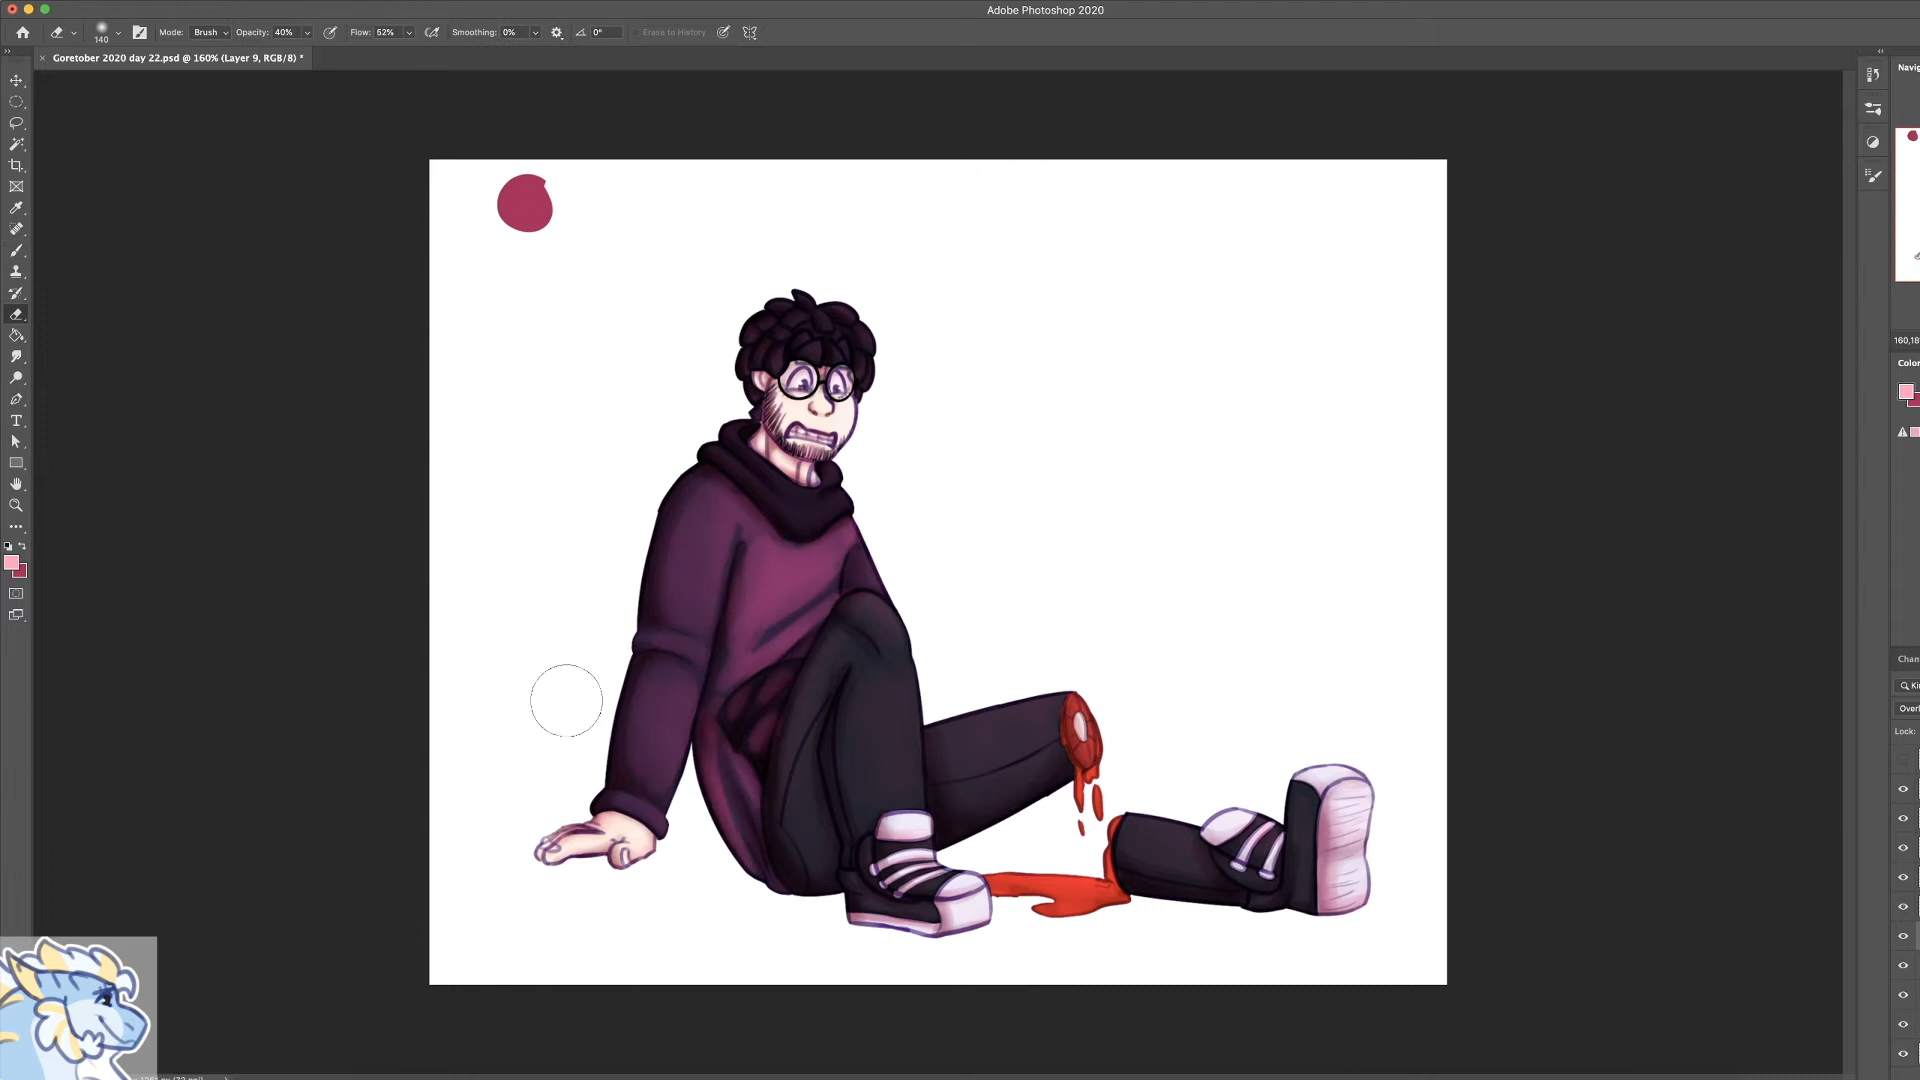 Adobe Photoshop 2020
140
Mode: Brush Opacity: 40% Flow: 52% Smoothing: 0% 0° Erase to History
Goretober 2020 day 22.psd @ 160% (Layer 9, RGB/8) *
Navig
160,18
Color
Chan
Ki
Overl
Lock: